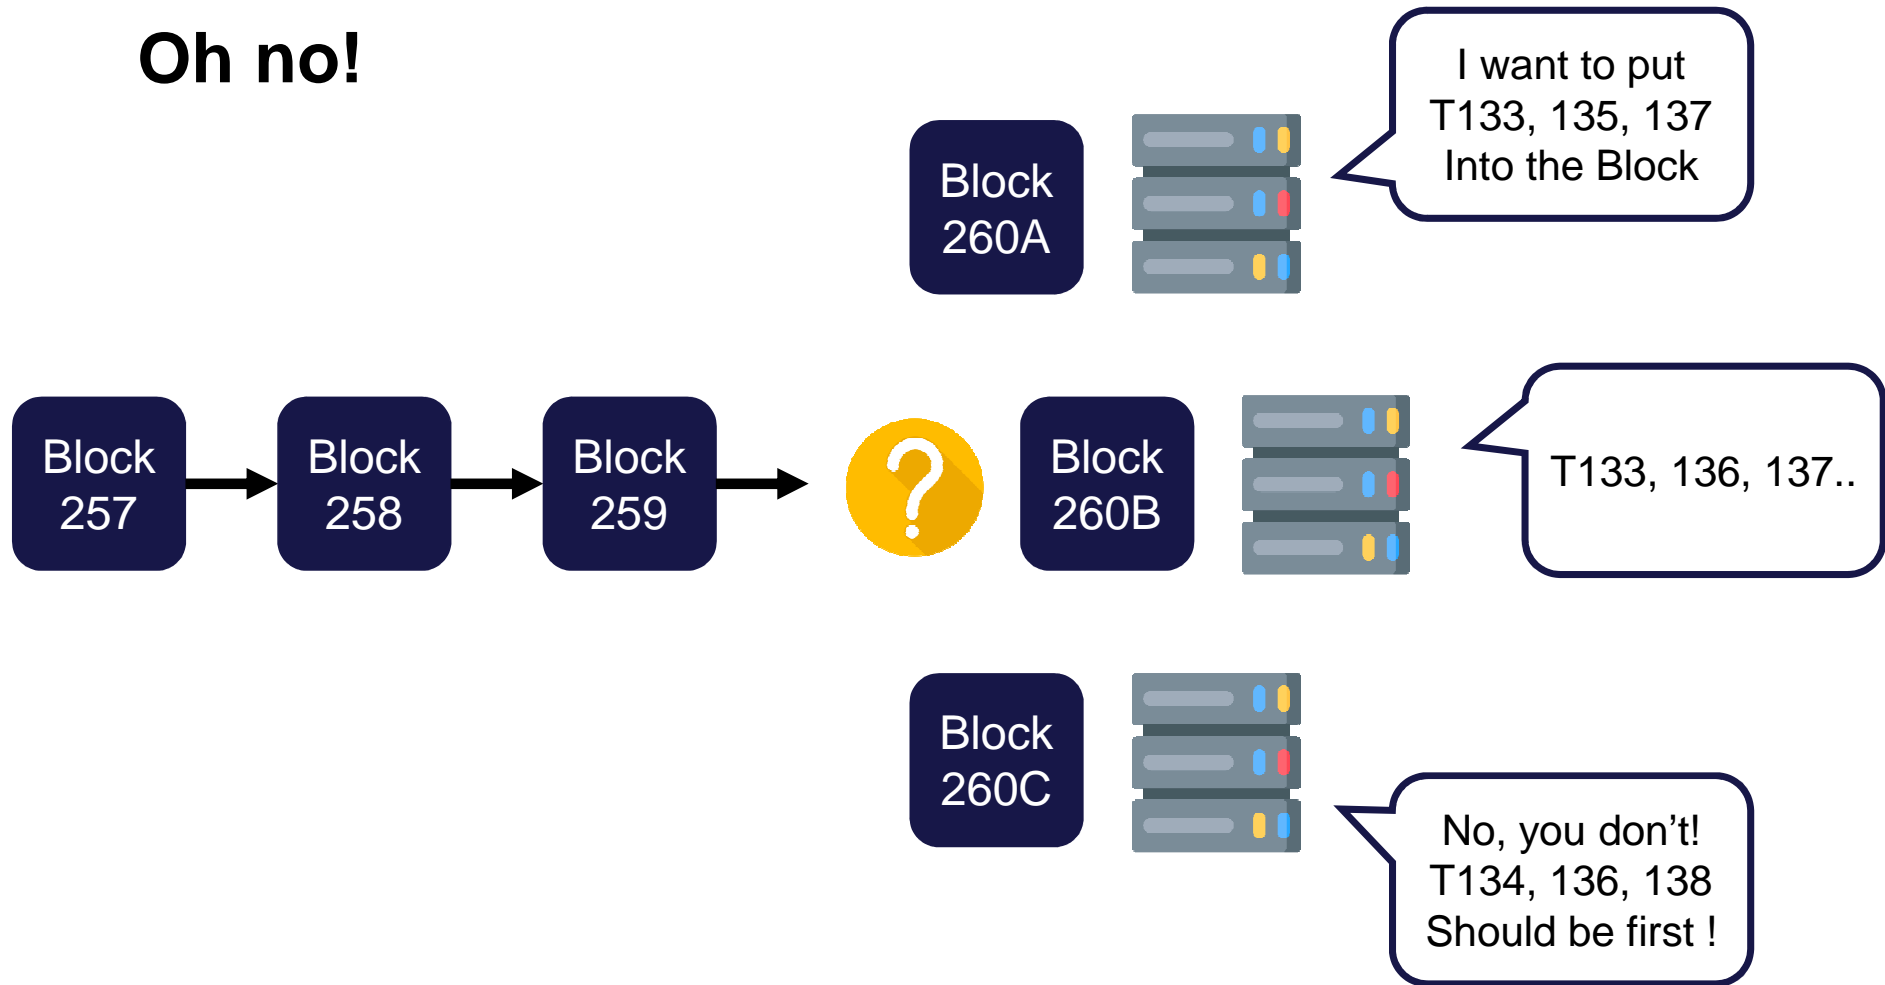 Oh no!
I want to put
T133, 135, 137
Into the Block
Block
260A
Block
257
Block
258
Block
259
?
Block
260B
T133, 136, 137..
Block
260C
No, you don’t!
T134, 136, 138
Should be first !